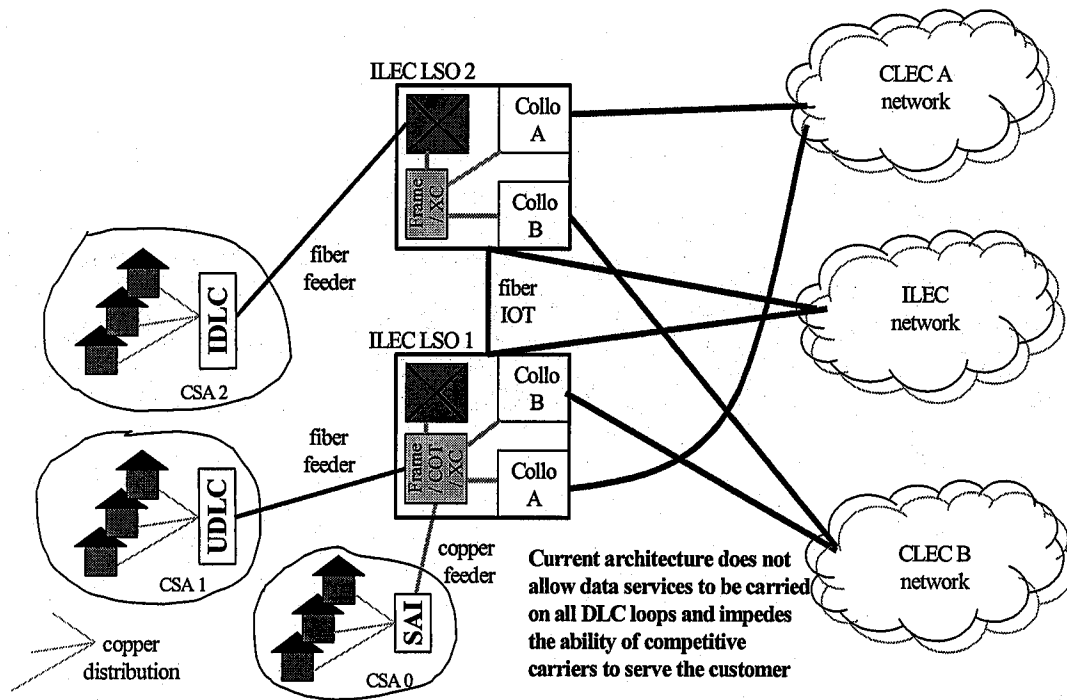 ILEC LSO 2
Collo
A
Frame
/ XC
Collo
B
CLEC A
network
fiber
feeder
IDLC
CSA 2
fiber
IOT
ILEC
network
ILEC LSO 1
Collo
B
Frame
/ COT
/ XC
Collo
A
fiber
feeder
UDLC
CSA 1
copper
feeder
SAI
CSA 0
CLEC B
network
Current architecture does not
allow data services to be carried
on all DLC loops and impedes
the ability of competitive
carriers to serve the customer
copper
distribution